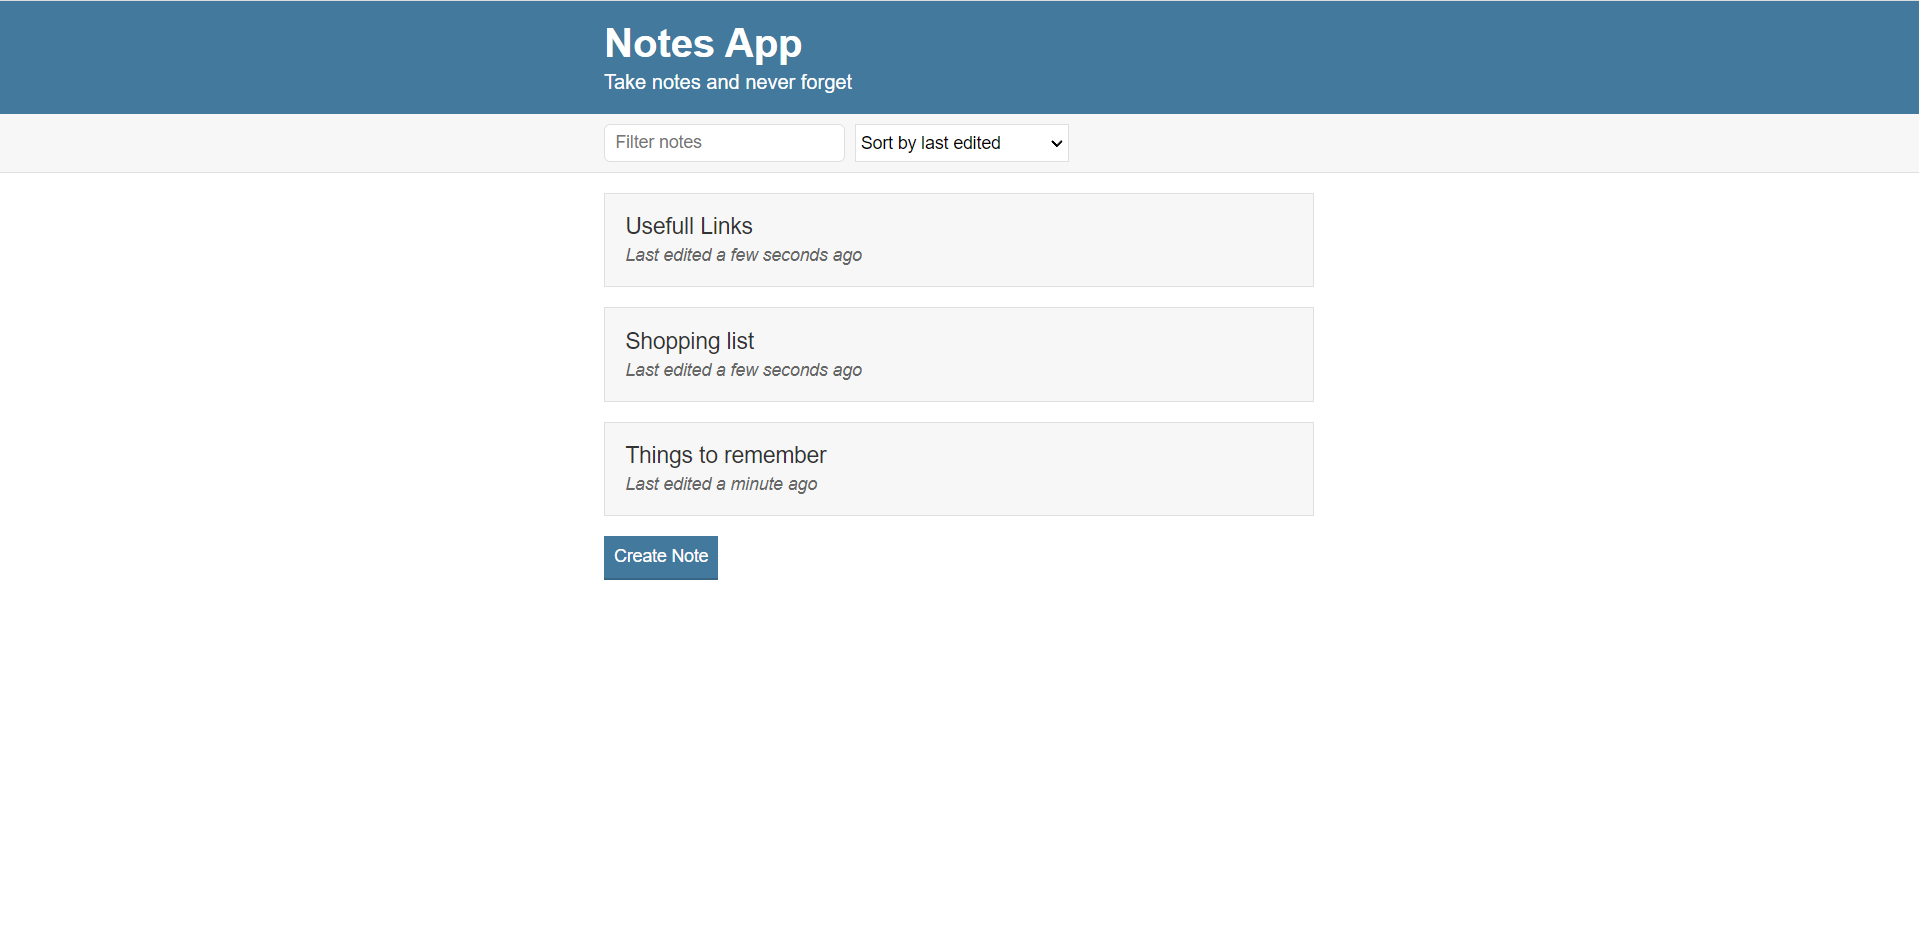 Notes App
Take notes and never forget
Filter notes
Sort by last edited
Usefull Links
Last edited a few seconds ago
Shopping list
Last edited a few seconds ago
Things to remember
Last edited a minute ago
Create Note